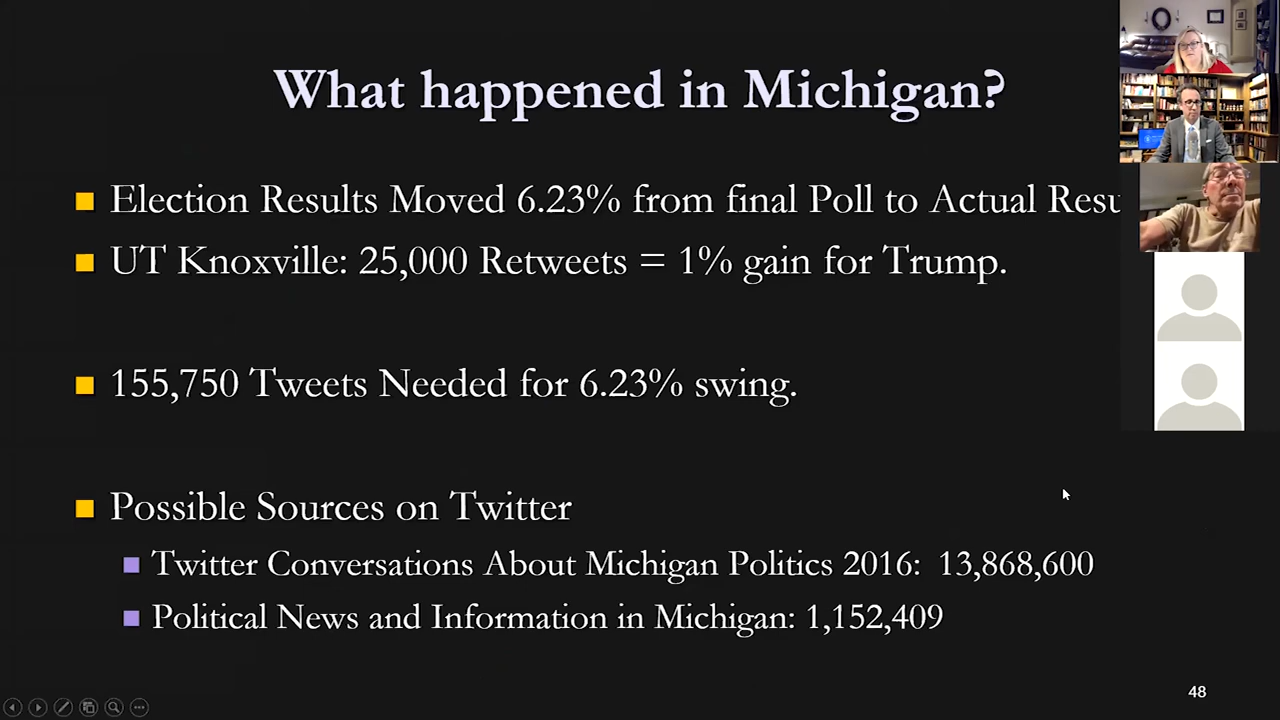 What happened in Michigan?
Election Results Moved 6.23% from final Poll to Actual Resu
UT Knoxville: 25,000 Retweets = 1% gain for Trump.
155,750 Tweets Needed for 6.23% swing.
Possible Sources on Twitter
Twitter Conversations About Michigan Politics 2016: 13,868,600
Political News and Information in Michigan: 1,152,409
48